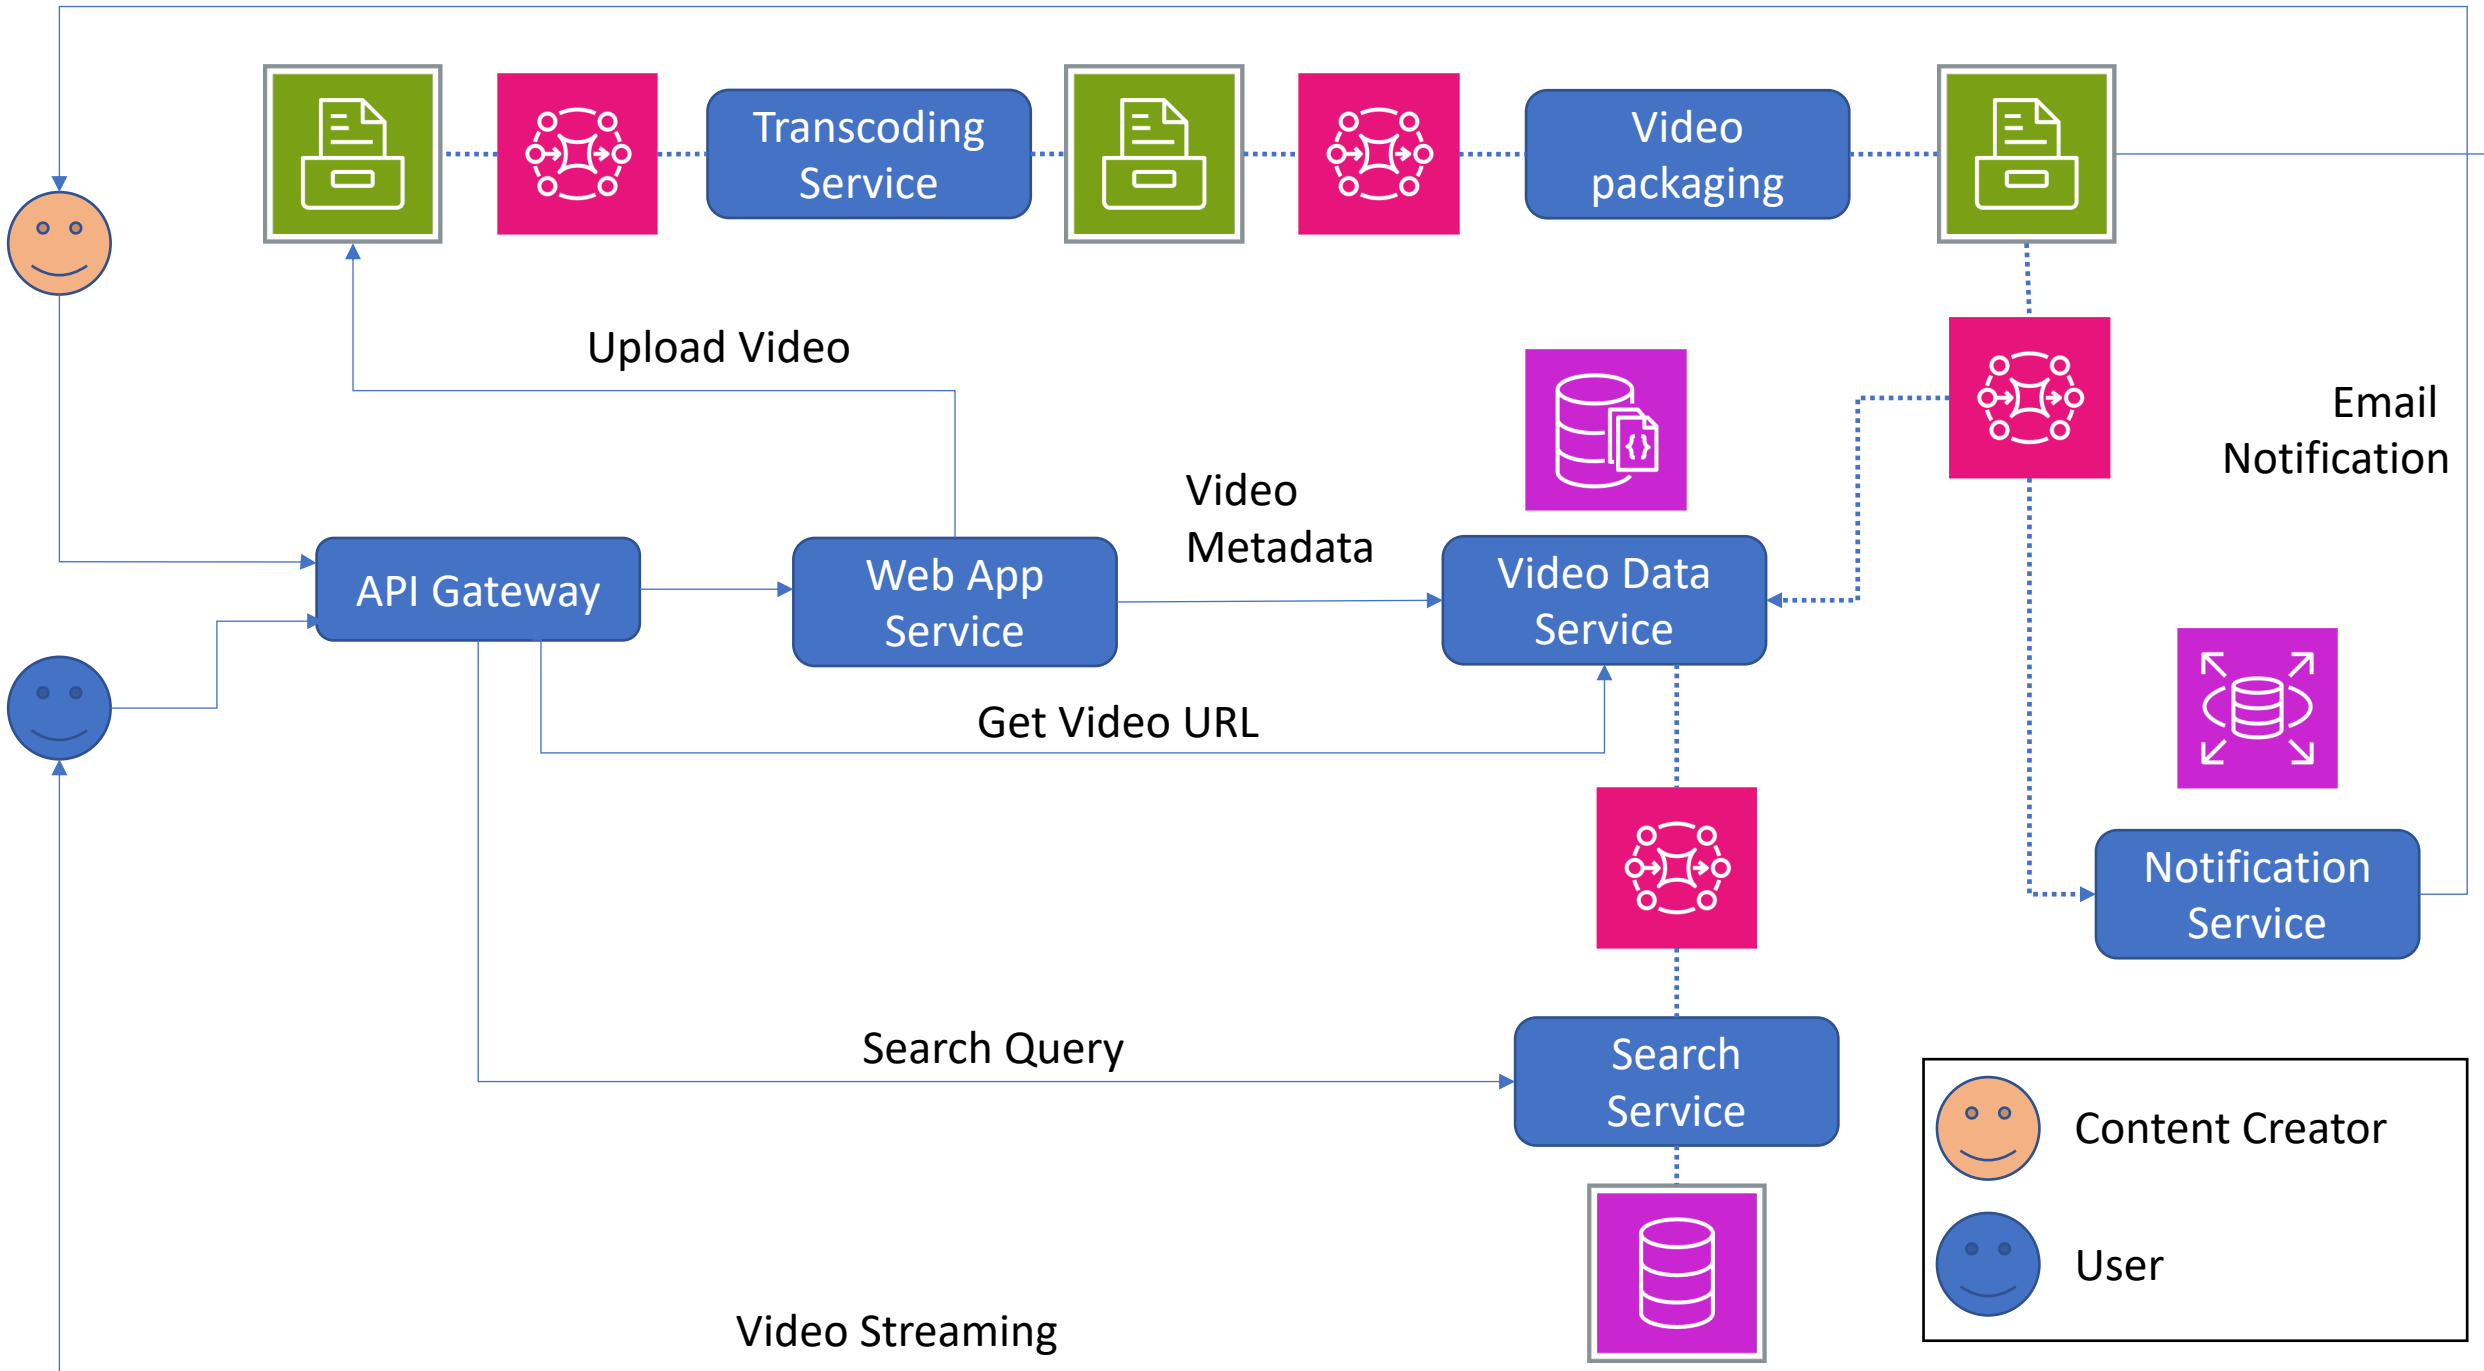 Transcoding
Service
Video
packaging
Upload Video
Email
Notification
Video
Metadata
API Gateway
Web App
Service
Video Data
Service
Get Video URL
Notification
Service
Search Query
Search
Service
Content Creator
User
Video Streaming